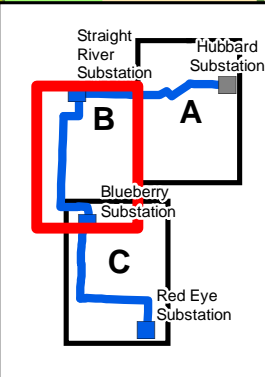 Straight
River
Substation
Hubbard
Substation
B
A
Blueberry
Substation
C
Red Eye
Substation